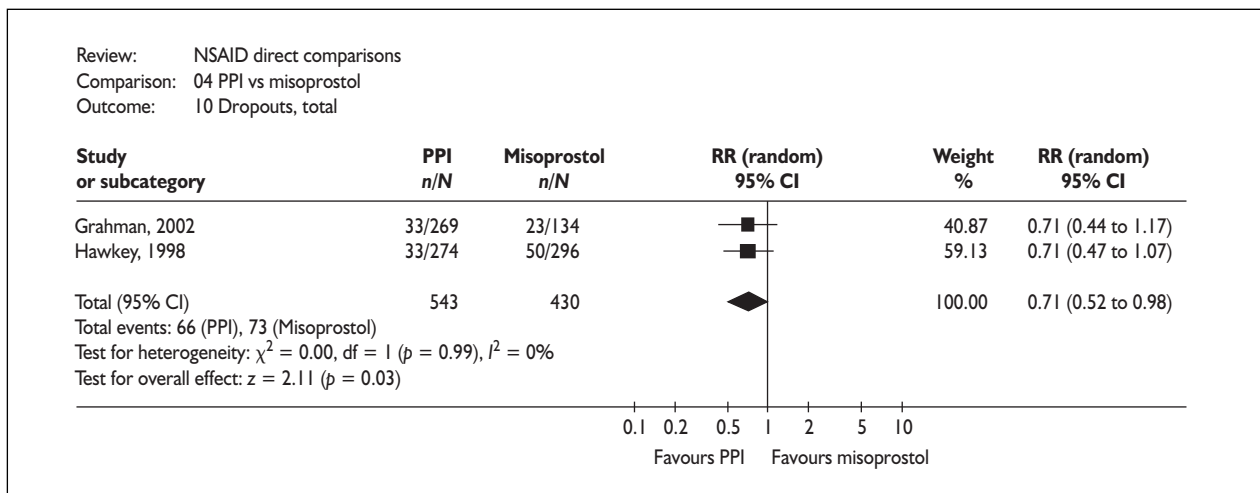 Review: NSAID direct comparisons
Comparison: 04 PPI vs misoprostol
Outcome: 10 Dropouts, total
Study PPI Misoprostol RR (random) Weight RR (random)
or subcategory n/N n/N 95% CI % 95% CI
Grahman, 2002 33/269 23/134 40.87 0.71 (0.44 to 1.17)
Hawkey, 1998 33/274 50/296 59.13 0.71 (0.47 to 1.07)
Total (95% CI) 543 430 100.00 0.71 (0.52 to 0.98)
Total events: 66 (PPI), 73 (Misoprostol)
Test for heterogeneity: χ² = 0.00, df = 1 (p = 0.99), I² = 0%
Test for overall effect: z = 2.11 (p = 0.03)
0.1 0.2 0.5 1 2 5 10
Favours PPI Favours misoprostol